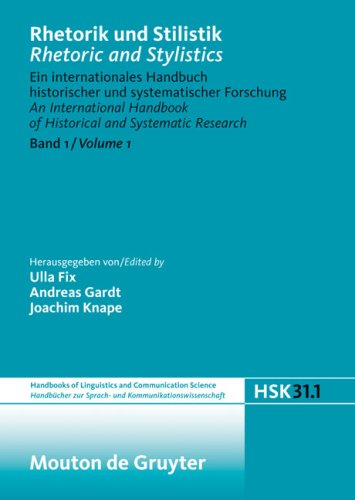 Rhetorik und Stilistik
Rhetoric and Stylistics
Ein internationales Handbuch
historischer und systematischer Forschung
An International Handbook
of Historical and Systematic Research
Band 1/Volume 1
Herausgegeben von/Edited by
Ulla Fix
Andreas Gardt
Joachim Knape
Handbooks of Linguistics and Communication Science
Handbücher zur Sprach- und Kommunikationswissenschaft
HSK31.1
Mouton de Gruyter